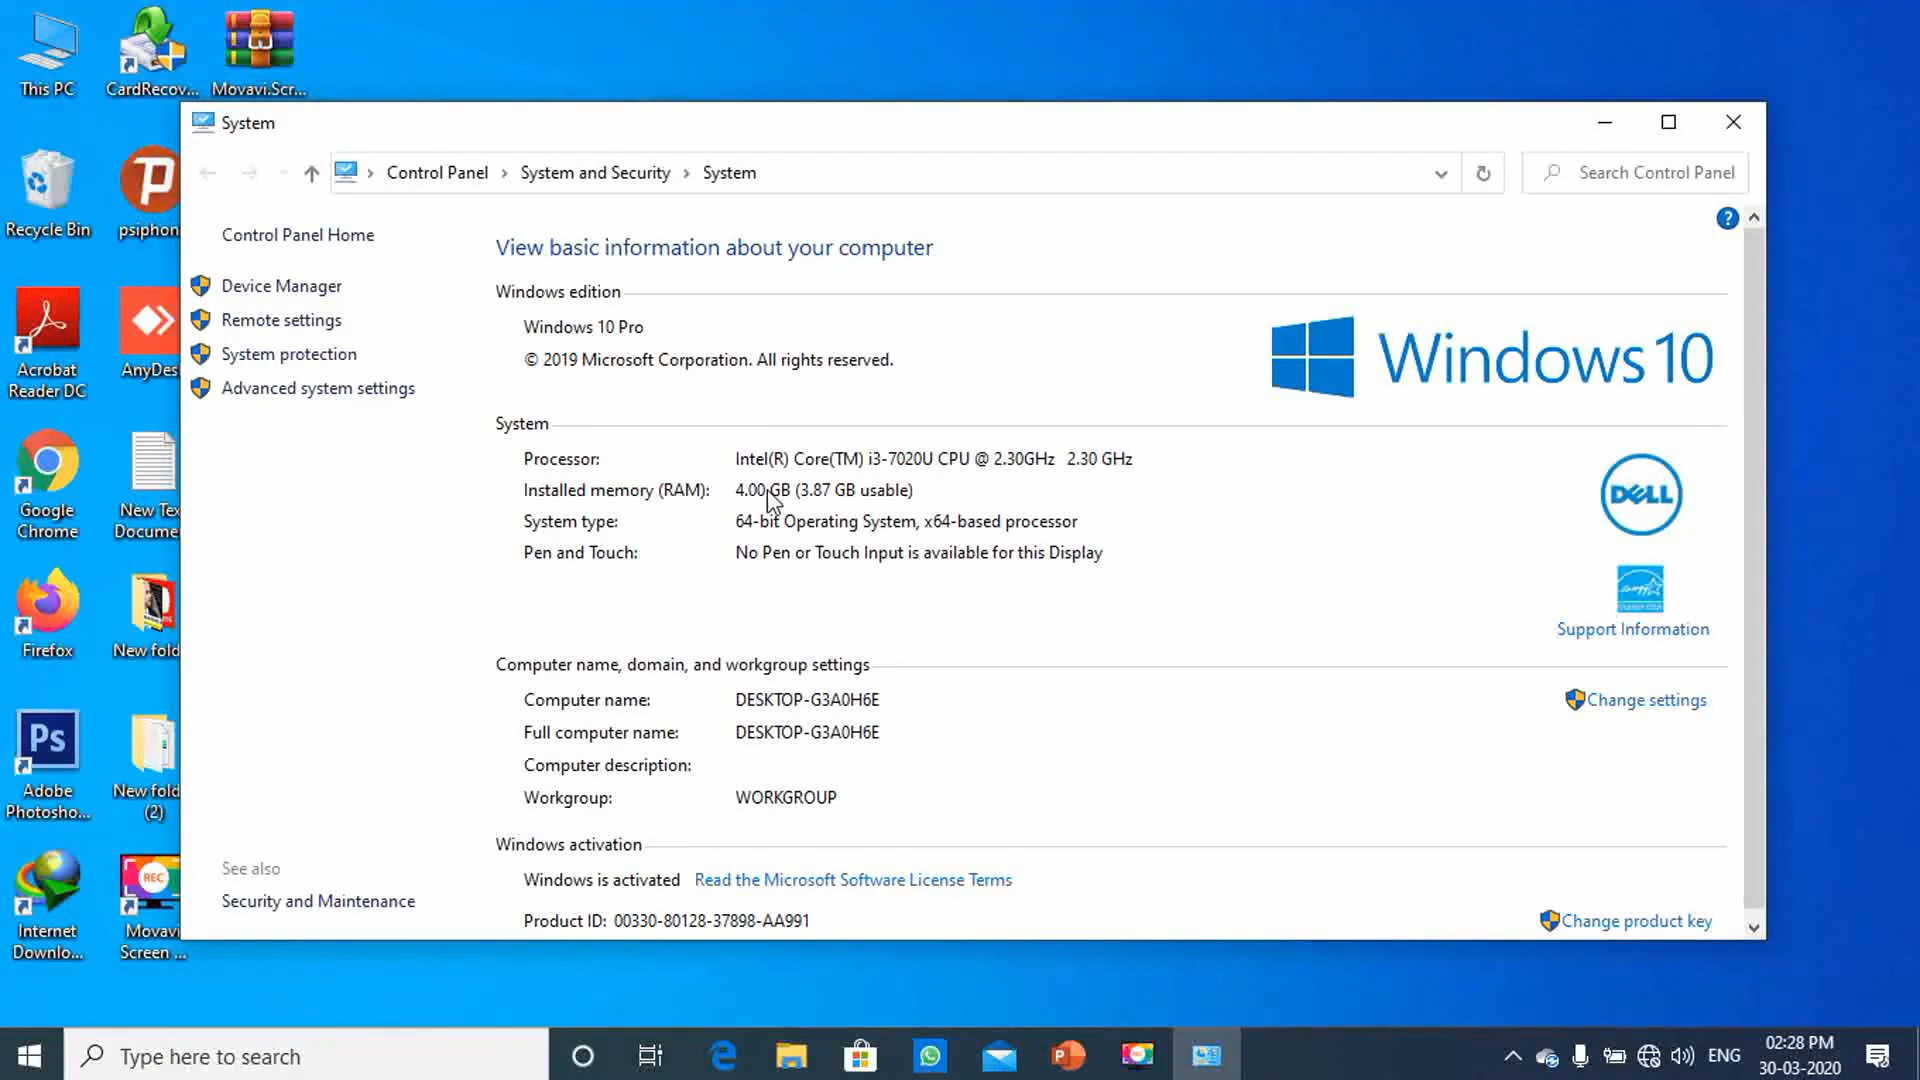 This PC
CardRecov...
Movavi.Scr...
System
Control Panel
System and Security
System
Search Control Panel
Recycle Bin
psiphon
Control Panel Home
Device Manager
Remote settings
System protection
Advanced system settings
?
View basic information about your computer
Windows edition
Windows 10 Pro
© 2019 Microsoft Corporation. All rights reserved.
Windows 10
System
Processor: Intel(R) Core(TM) i3-7020U CPU @ 2.30GHz 2.30 GHz
Installed memory (RAM): 4.00 GB (3.87 GB usable)
System type: 64-bit Operating System, x64-based processor
Pen and Touch: No Pen or Touch Input is available for this Display
DELL
Support Information
Computer name, domain, and workgroup settings
Computer name: DESKTOP-G3A0H6E
Change settings
Full computer name: DESKTOP-G3A0H6E
Computer description:
Workgroup: WORKGROUP
Windows activation
Windows is activated Read the Microsoft Software License Terms
Product ID: 00330-80128-37898-AA991
Change product key
See also
Security and Maintenance
Acrobat
Reader DC
AnyDes
Google
Chrome
New Tex
Docume
Firefox
New fold
Ps
Adobe
Photosho...
New fold
(2)
REC
Internet
Downlo...
Movavi
Screen ...
Type here to search
ENG
02:28 PM
30-03-2020